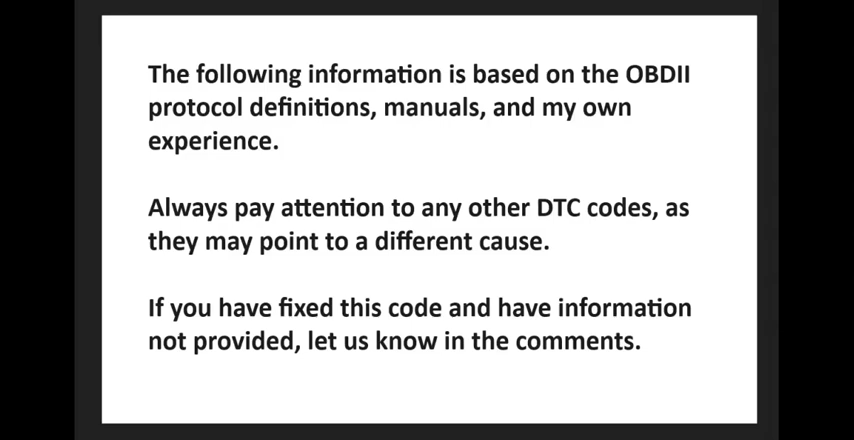 The following information is based on the OBDII
protocol definitions, manuals, and my own
experience.
Always pay attention to any other DTC codes, as
they may point to a different cause.
If you have fixed this code and have information
not provided, let us know in the comments.